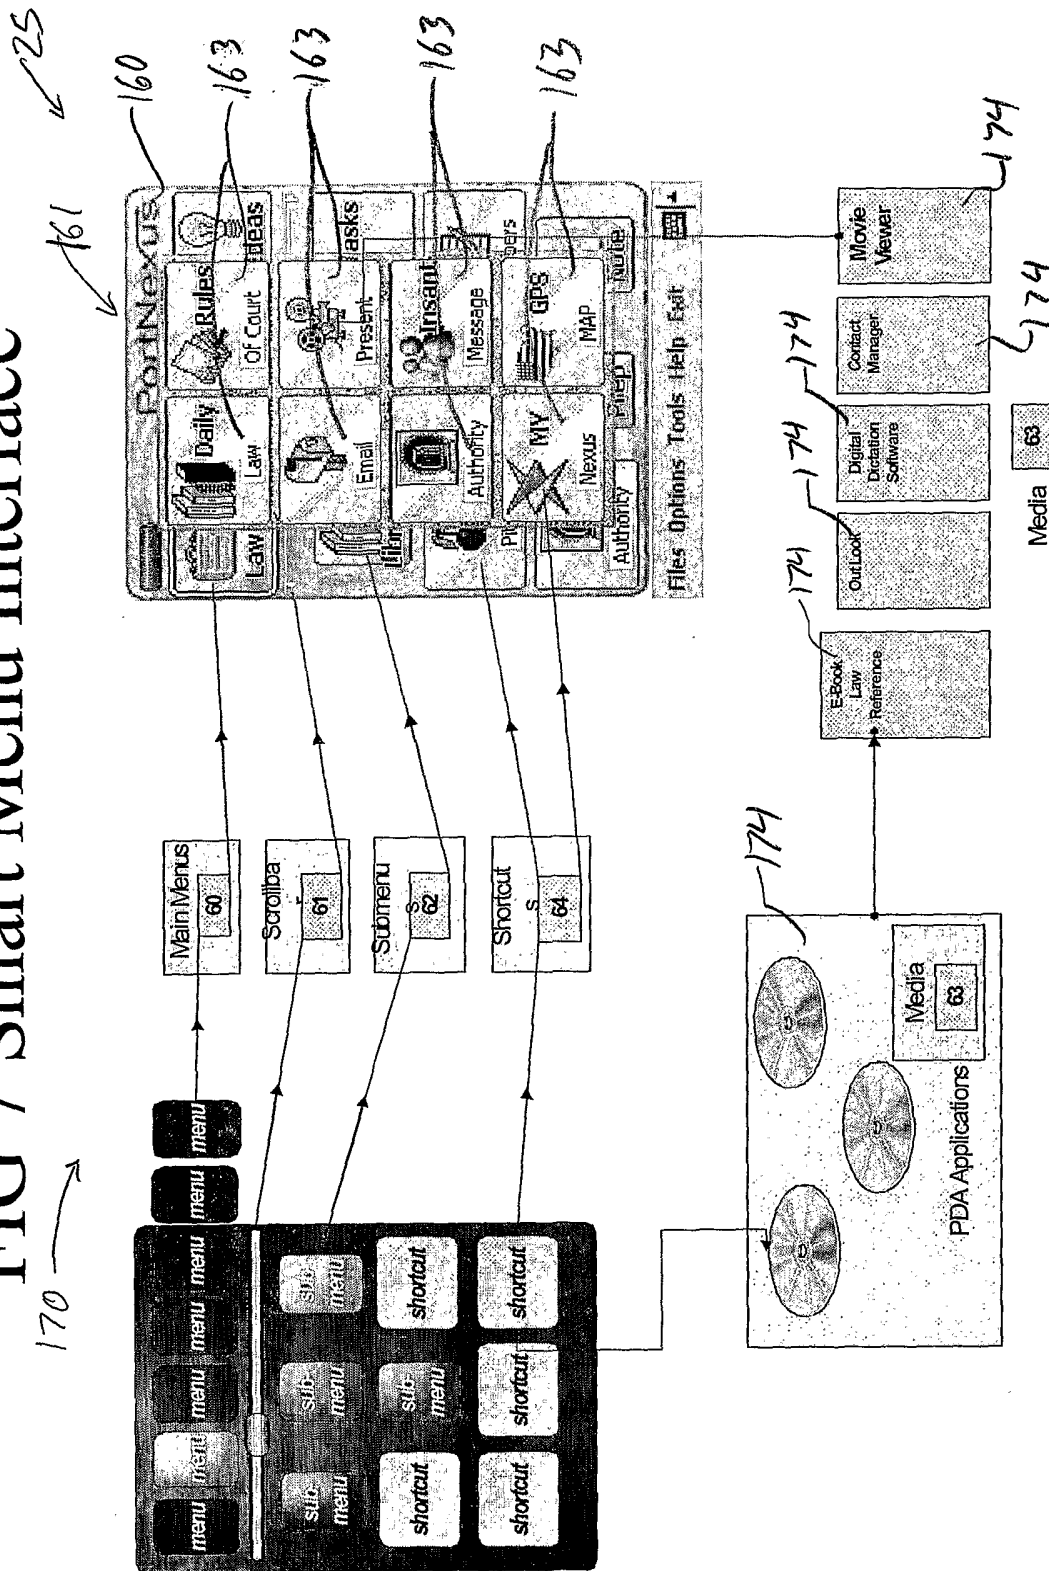 FIG 7 Smart Menu Interface
170
25
161
160
163
163
163
163
menu
menu
menu
menu
menu
menu
menu
sub-
menu
sub-
menu
sub-
menu
sub-
menu
shortcut
shortcut
shortcut
shortcut
shortcut
Main Menus
60
Scrollba
r
61
Submenu
s
62
Shortcut
s
64
PortNexus
Law
Daily
Law
Rules
Of Court
Ideas
Email
Present
Tasks
Authority
Insant
Message
MY
Nexus
GPS
MAP
Authority
Prep
Note
Files Options Tools Help Exit
PDA Applications
Media
63
174
E-Book
Law
Reference
174
OutLook
174
Digital
Dictation
Software
174
Contact
Manager
174
Movie
Viewer
174
Media
63